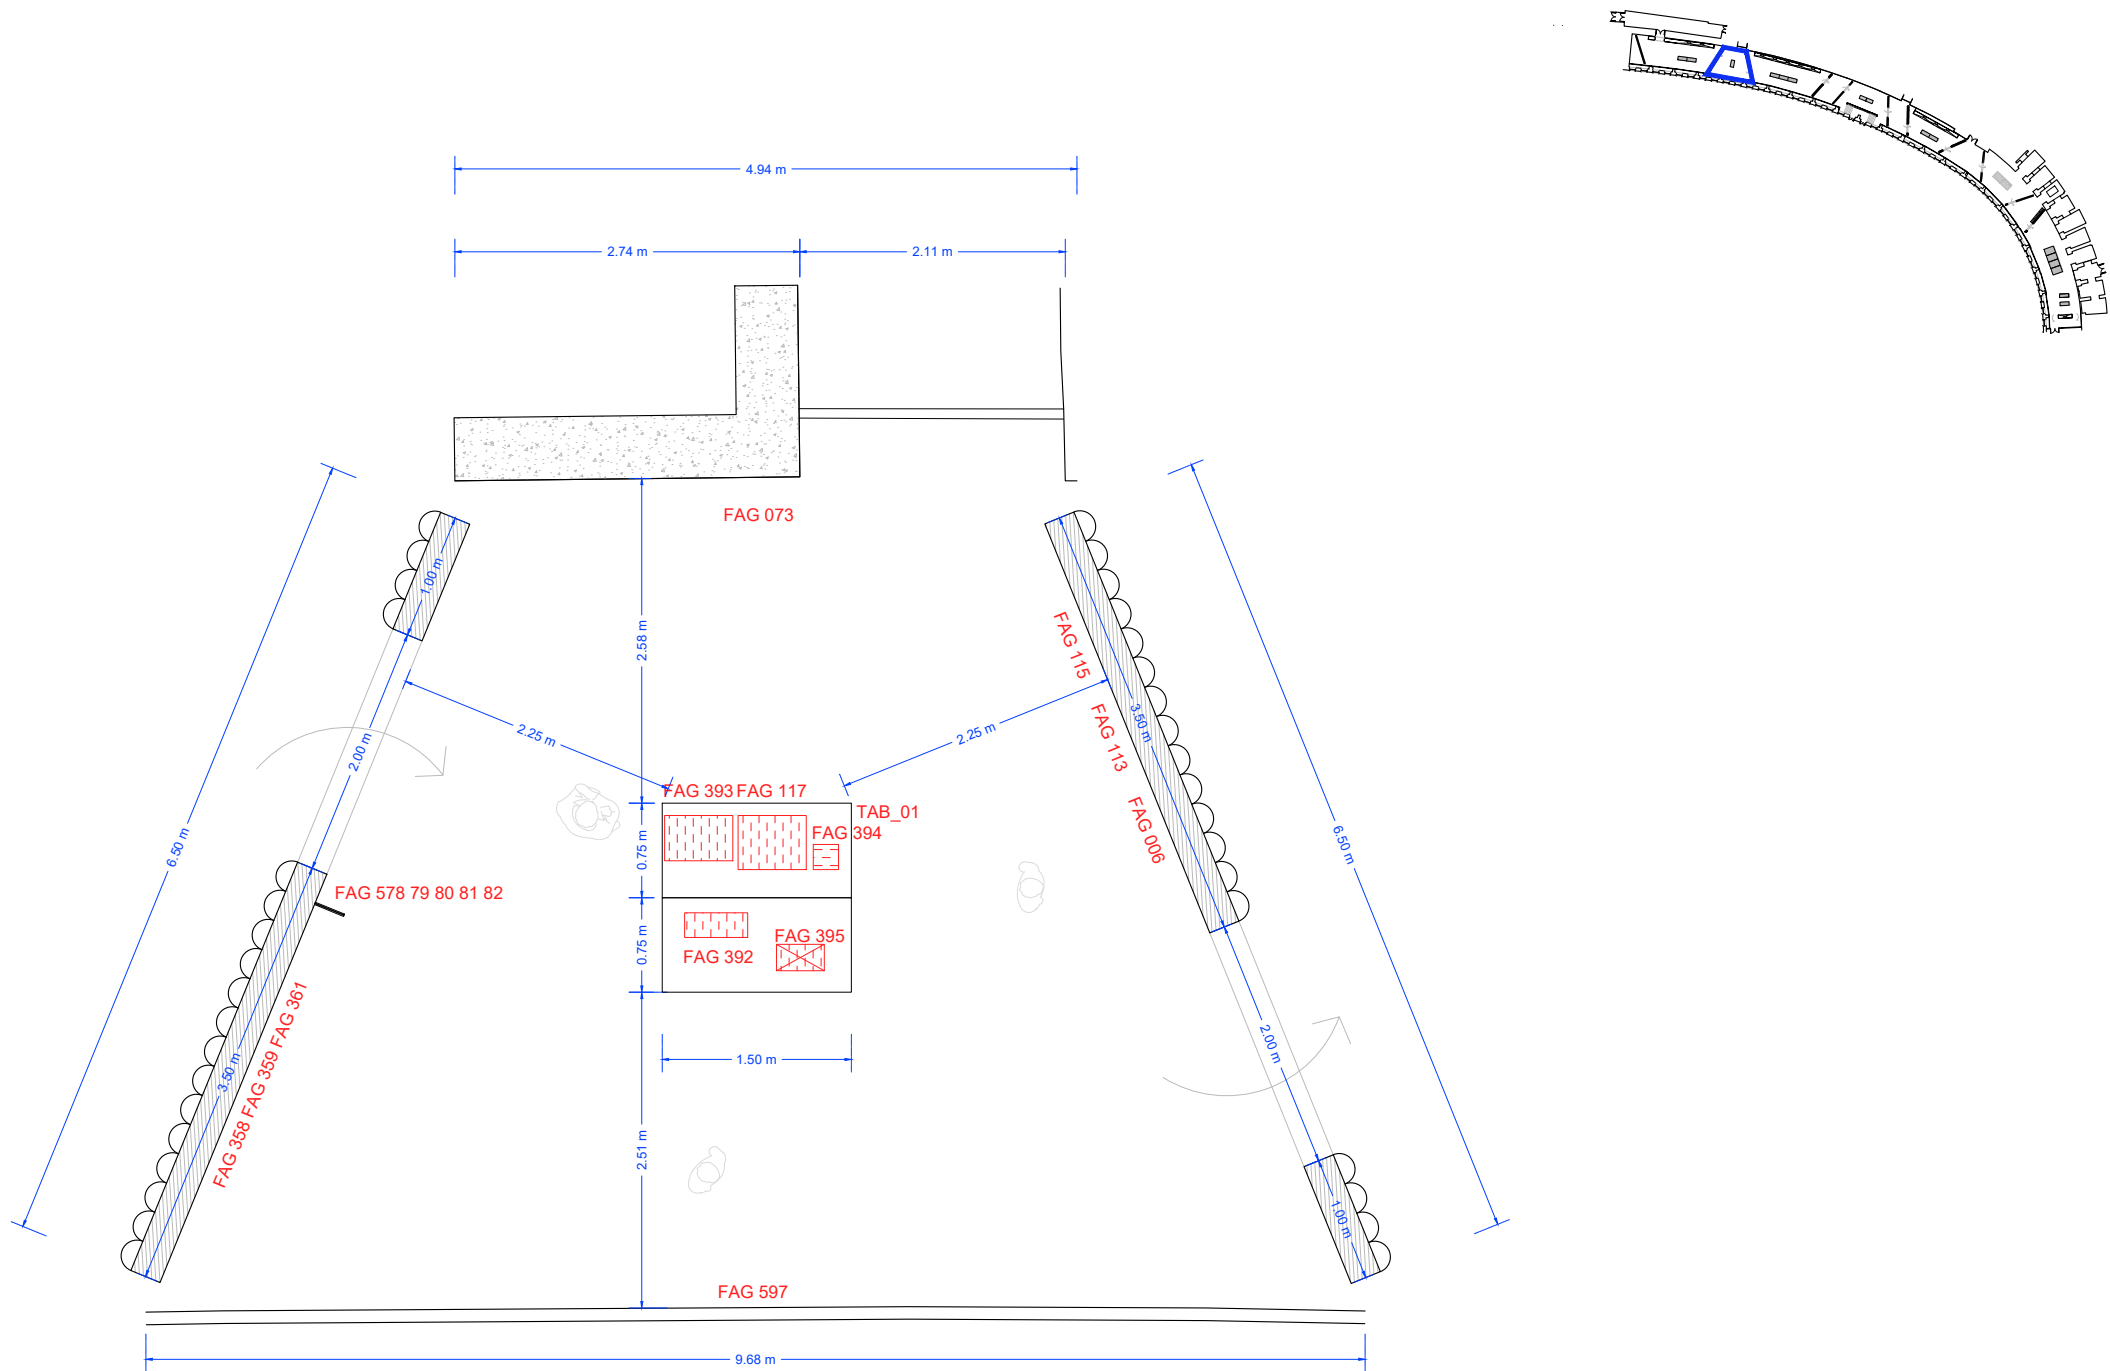 4.94 m
2.74 m
2.11 m
FAG 073
1.00 m
2.58 m
FAG 115
3.50 m
FAG 113
2.25 m
2.25 m
2.00 m
FAG 393 FAG 117
TAB_01
FAG 394
FAG 006
6.50 m
6.50 m
0.75 m
FAG 578 79 80 81 82
FAG 395
FAG 392
0.75 m
FAG 358 FAG 359 FAG 361
3.50 m
2.00 m
1.50 m
2.51 m
1.00 m
FAG 597
9.68 m